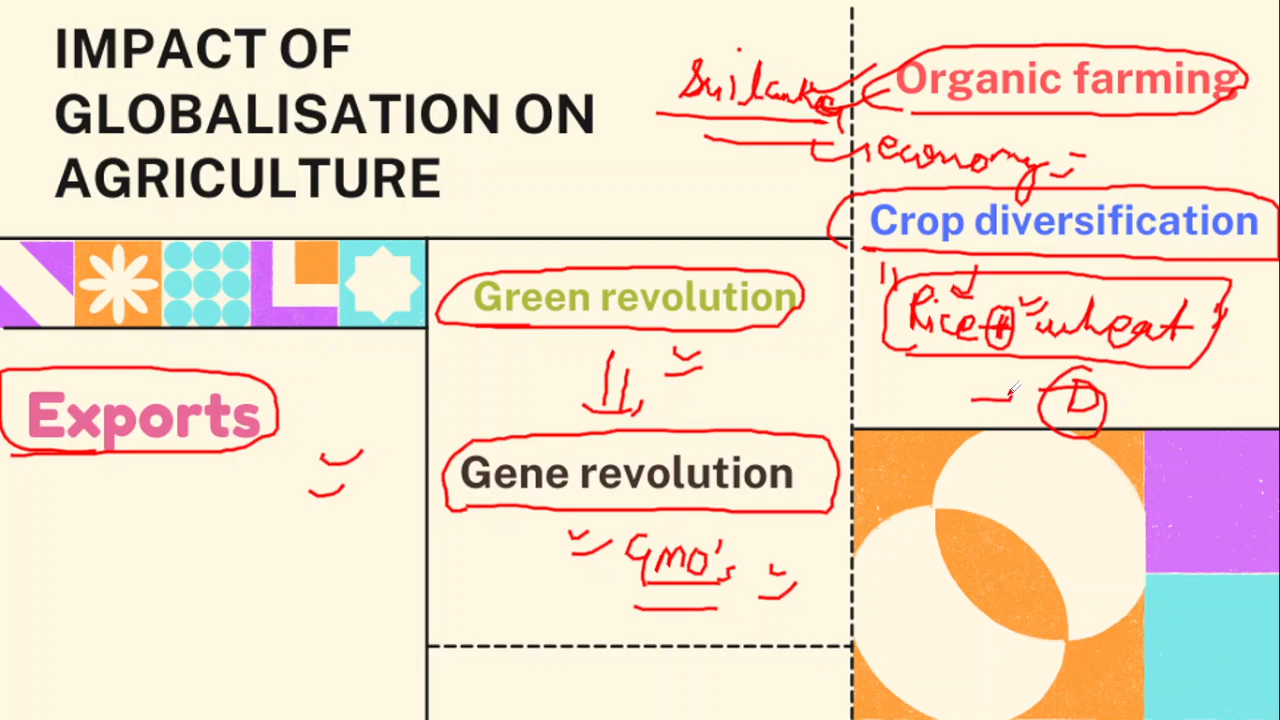 IMPACT OF
GLOBALISATION ON
AGRICULTURE
Exports
Green revolution
Gene revolution
GMO's
Srilanka
Organic farming
economy
Crop diversification
Rice + wheat
D